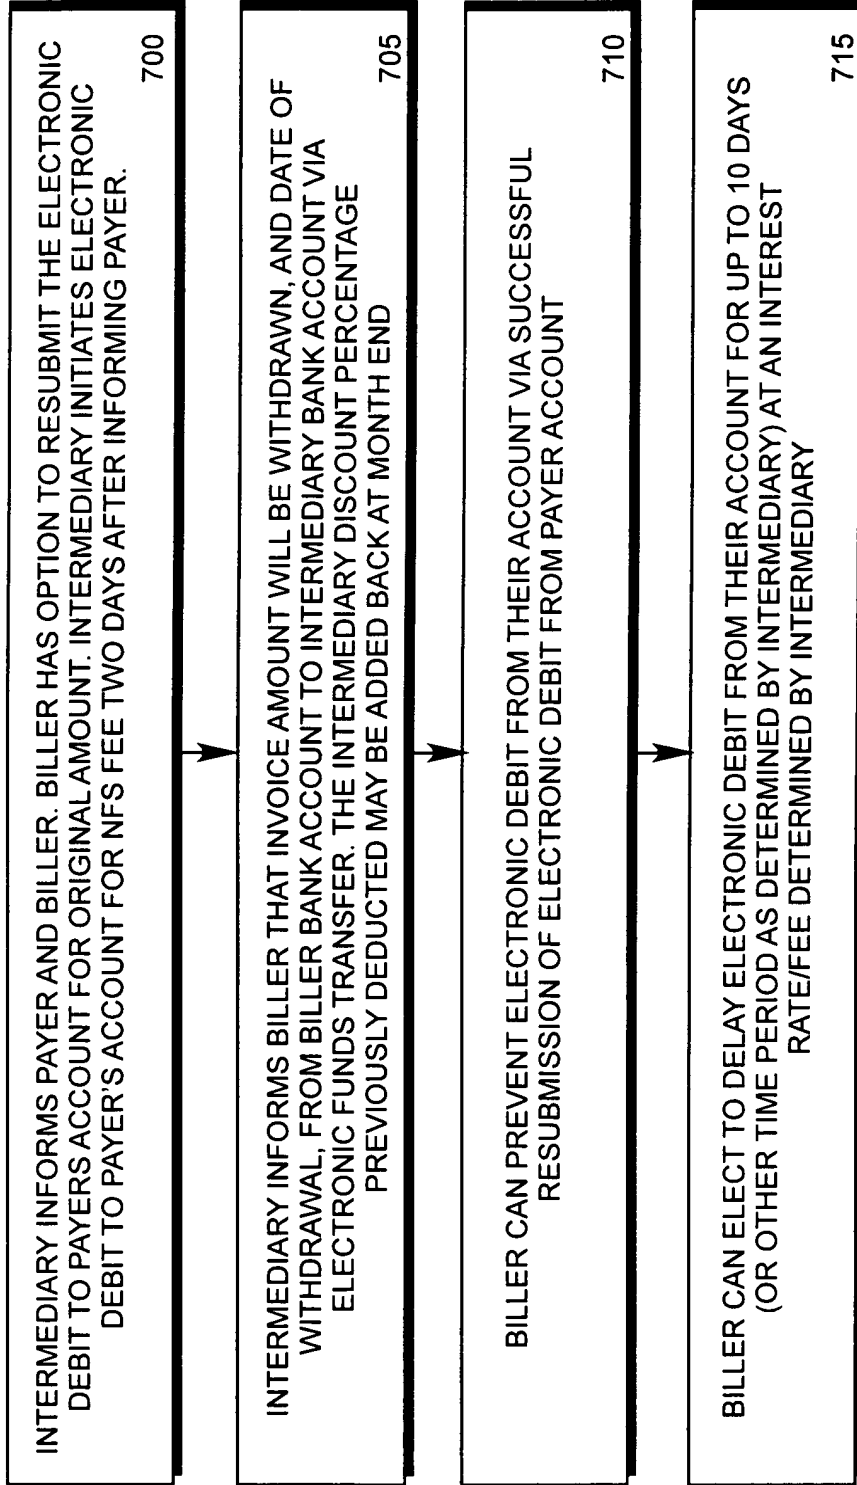 INTERMEDIARY INFORMS PAYER AND BILLER. BILLER HAS OPTION TO RESUBMIT THE ELECTRONIC
DEBIT TO PAYERS ACCOUNT FOR ORIGINAL AMOUNT. INTERMEDIARY INITIATES ELECTRONIC
DEBIT TO PAYER'S ACCOUNT FOR NFS FEE TWO DAYS AFTER INFORMING PAYER.
700
INTERMEDIARY INFORMS BILLER THAT INVOICE AMOUNT WILL BE WITHDRAWN, AND DATE OF
WITHDRAWAL, FROM BILLER BANK ACCOUNT TO INTERMEDIARY BANK ACCOUNT VIA
ELECTRONIC FUNDS TRANSFER. THE INTERMEDIARY DISCOUNT PERCENTAGE
PREVIOUSLY DEDUCTED MAY BE ADDED BACK AT MONTH END
705
BILLER CAN PREVENT ELECTRONIC DEBIT FROM THEIR ACCOUNT VIA SUCCESSFUL
RESUBMISSION OF ELECTRONIC DEBIT FROM PAYER ACCOUNT
710
BILLER CAN ELECT TO DELAY ELECTRONIC DEBIT FROM THEIR ACCOUNT FOR UP TO 10 DAYS
(OR OTHER TIME PERIOD AS DETERMINED BY INTERMEDIARY) AT AN INTEREST
RATE/FEE DETERMINED BY INTERMEDIARY
715